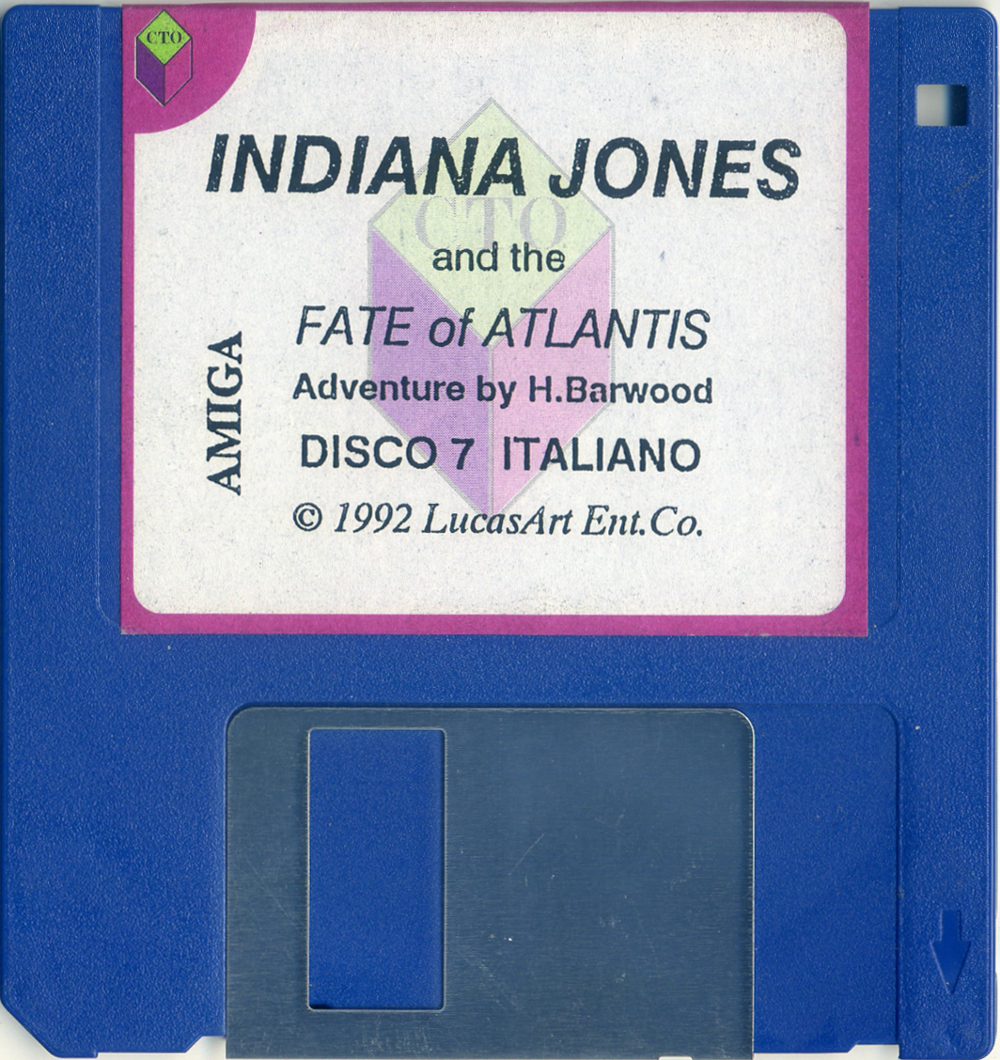 CTO
INDIANA JONES
CTO
and the
FATE of ATLANTIS
Adventure by H.Barwood
AMIGA
DISCO 7 ITALIANO
© 1992 LucasArt Ent.Co.